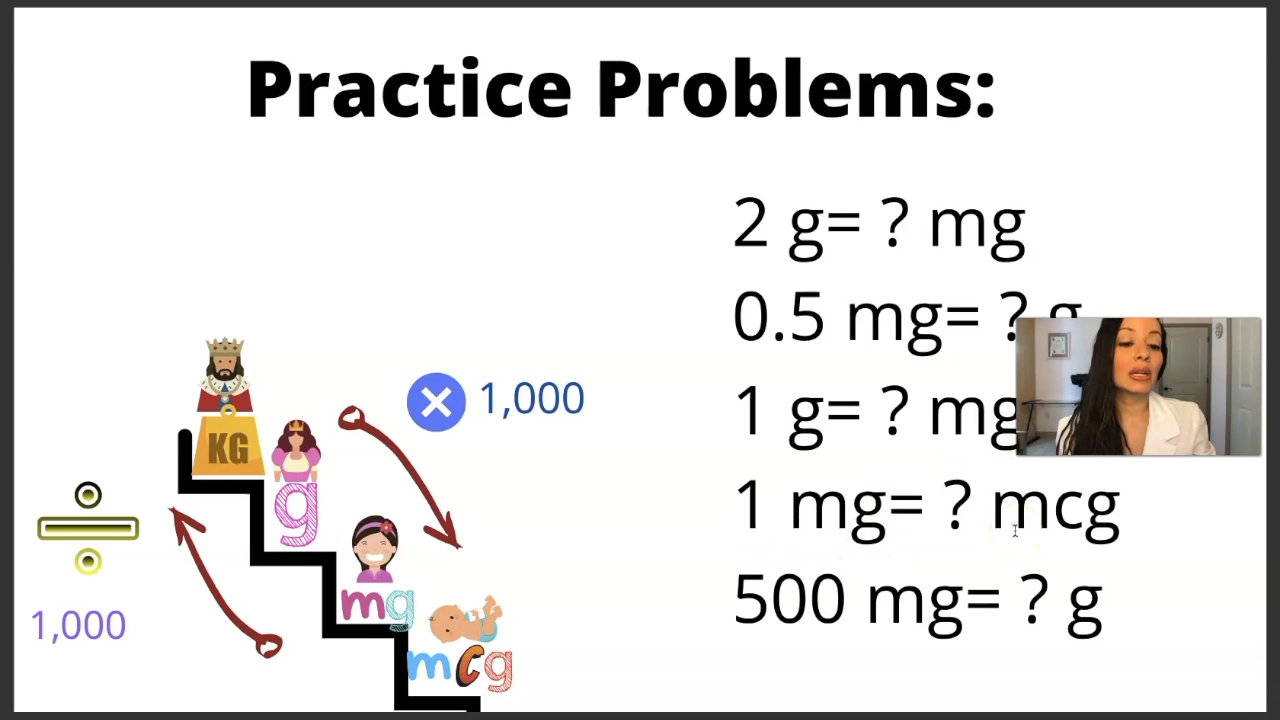 Practice Problems:
2 g= ? mg
0.5 mg= ? g
1 g= ? mg
1 mg= ? mcg
500 mg= ? g
1,000
KG
g
mg
mcg
1,000